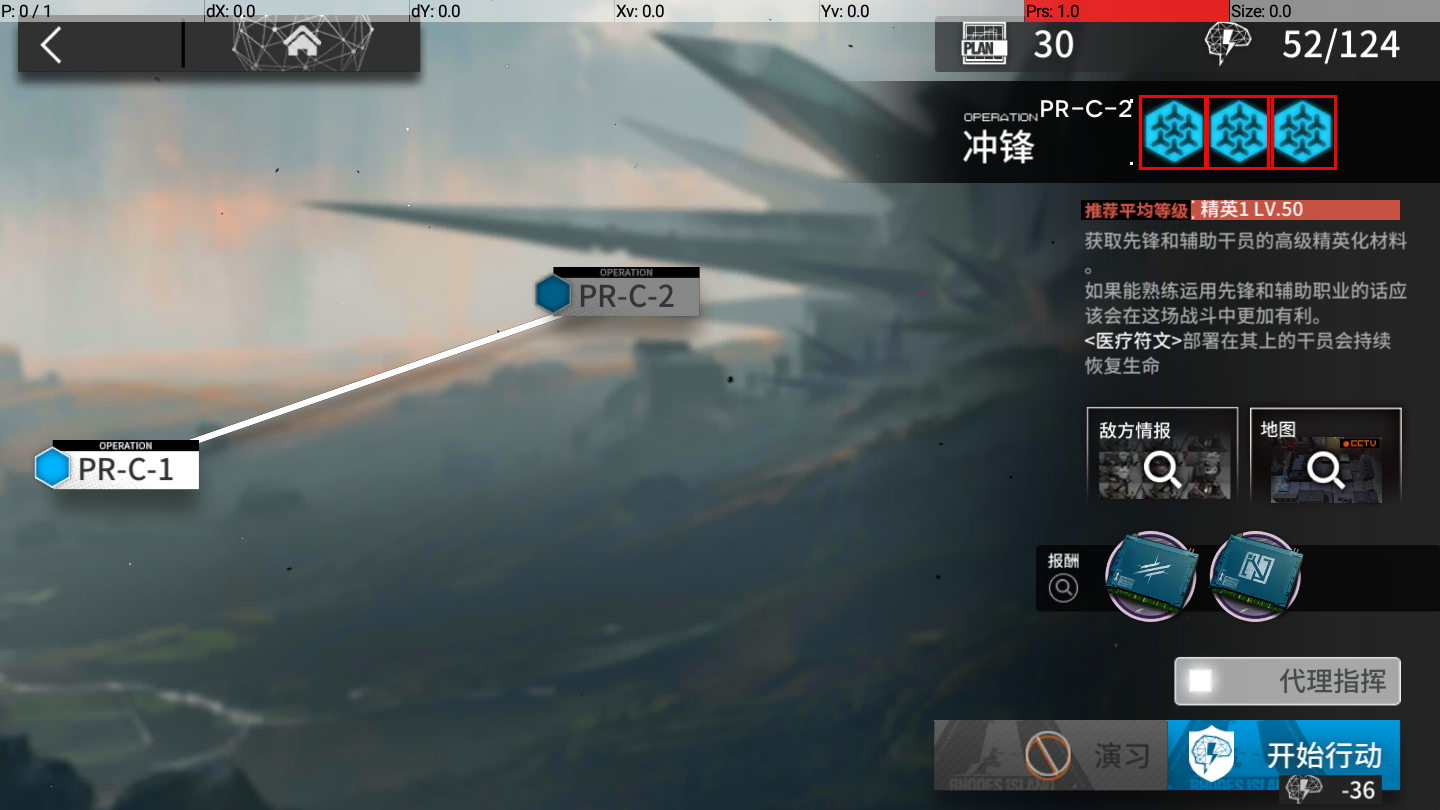 P: 0 / 1 dX: 0.0 dY: 0.0 Xv: 0.0 Yv: 0.0 Prs: 1.0 Size: 0.0
PLAN 30 52/124
OPERATION PR-C-2
冲锋
推荐平均等级 精英1 LV.50
获取先锋和辅助干员的高级精英化材料
。
如果能熟练运用先锋和辅助职业的话应
该会在这场战斗中更加有利。
<医疗符文>部署在其上的干员会持续
恢复生命
OPERATION
PR-C-2
OPERATION
PR-C-1
敌方情报
地图
CCTV
报酬
代理指挥
演习
开始行动
RHODES ISLAND
-36